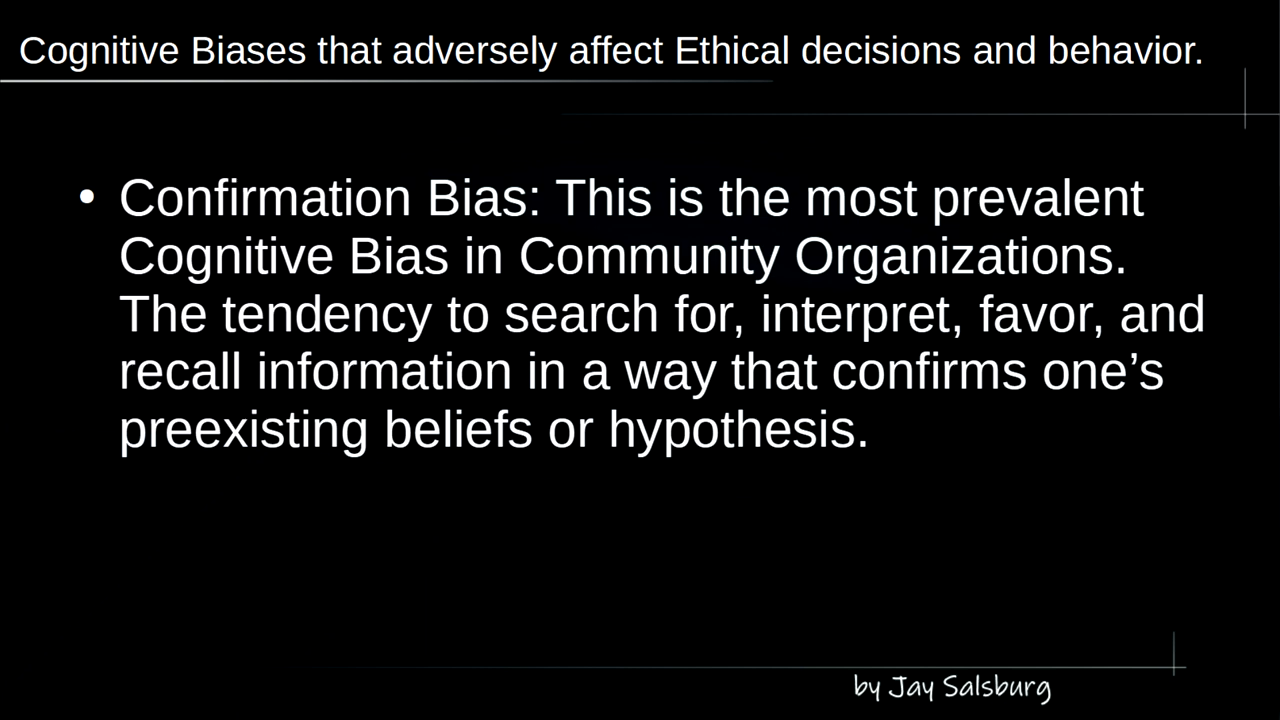 Cognitive Biases that adversely affect Ethical decisions and behavior.
• Confirmation Bias: This is the most prevalent
Cognitive Bias in Community Organizations.
The tendency to search for, interpret, favor, and
recall information in a way that confirms one’s
preexisting beliefs or hypothesis.
by Jay Salsburg